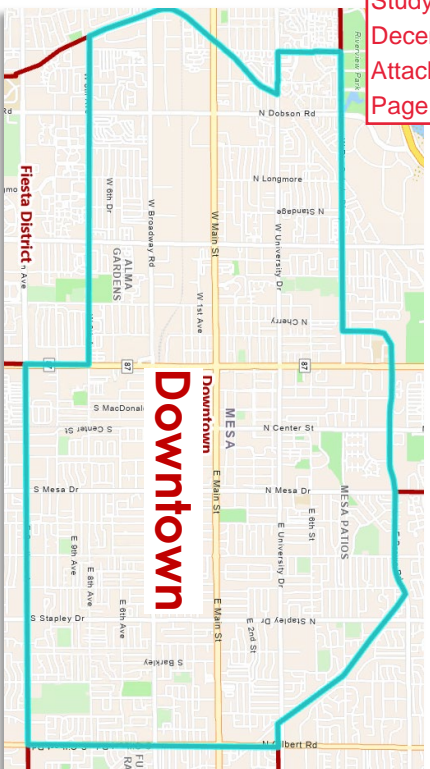 Study
Attach
Page
Riverview Park
N Dobson Rd
N Longmore
N Standage
W 6th Dr
W Broadway Rd
W Main St
W University Dr
Fiesta District
ALMA
GARDENS
W 1st Ave
N Cherry
87
87
S MacDonald
S Center St
Downtown
Downtown
MESA
N Center St
S Mesa Dr
E Main St
N Mesa Dr
MESA PATIOS
E 6th St
E University Dr
E 9th Ave
E 8th Ave
E 6th Ave
S Stapley Dr
E Main St
E 2nd St
N Stapley Dr
S Barkley
N Gilbert Rd